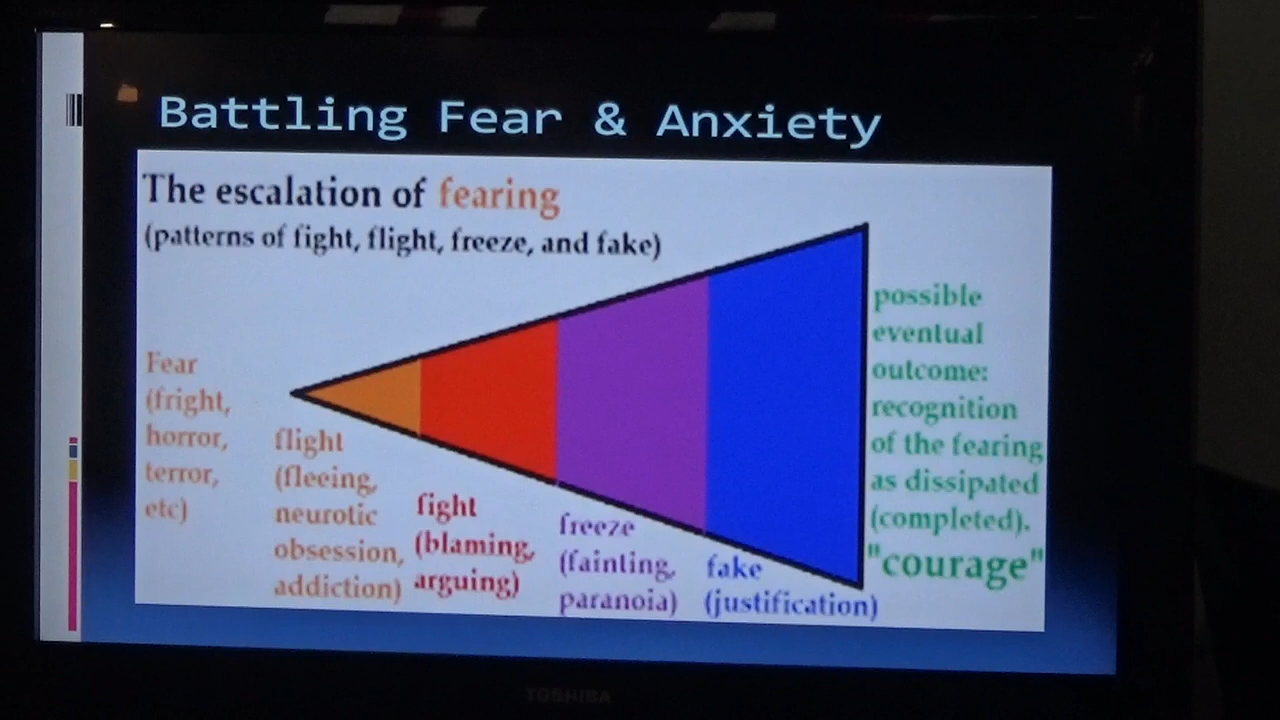 Battling Fear & Anxiety
The escalation of fearing
(patterns of fight, flight, freeze, and fake)
Fear
(fright,
horror,
terror,
etc)
flight
(fleeing,
neurotic
obsession,
addiction)
fight
(blaming,
arguing)
freeze
(fainting,
paranoia)
fake
(justification)
possible
eventual
outcome:
recognition
of the fearing
as dissipated
(completed).
"courage"
TOSHIBA